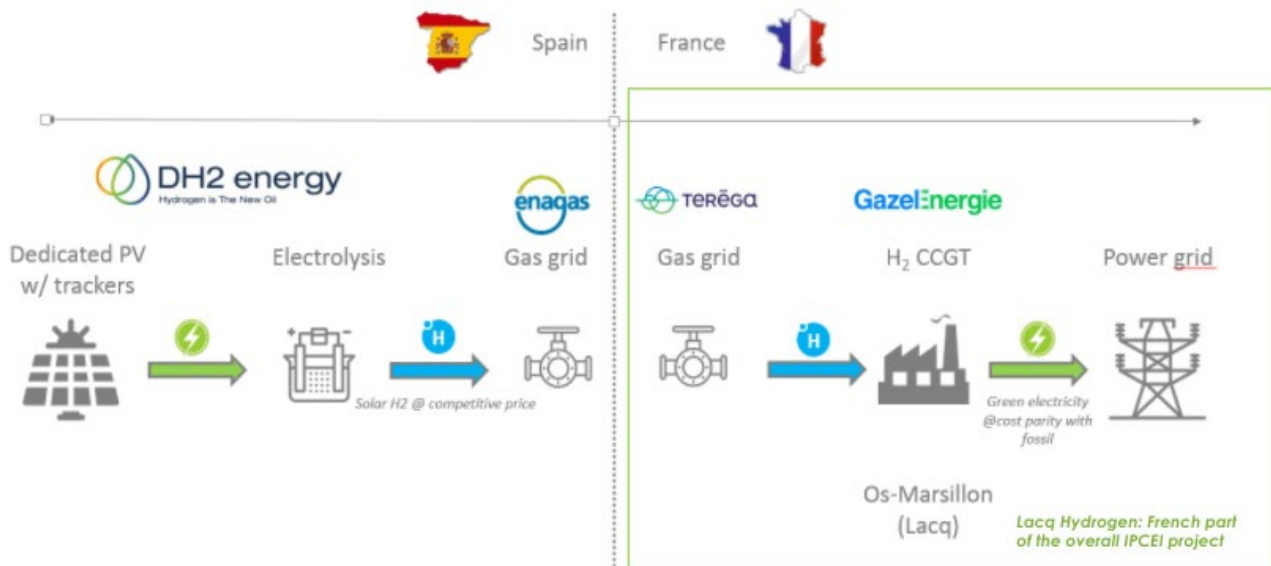 Spain
France
DH2 energy
Hydrogen is The New Oil
enagas
TERĒGA
GazelEnergie
Dedicated PV
w/ trackers
Electrolysis
Gas grid
Gas grid
H₂ CCGT
Power grid
H
H
Solar H2 @ competitive price
Green electricity
@cost parity with
fossil
Os-Marsillon
(Lacq)
Lacq Hydrogen: French part
of the overall IPCEI project